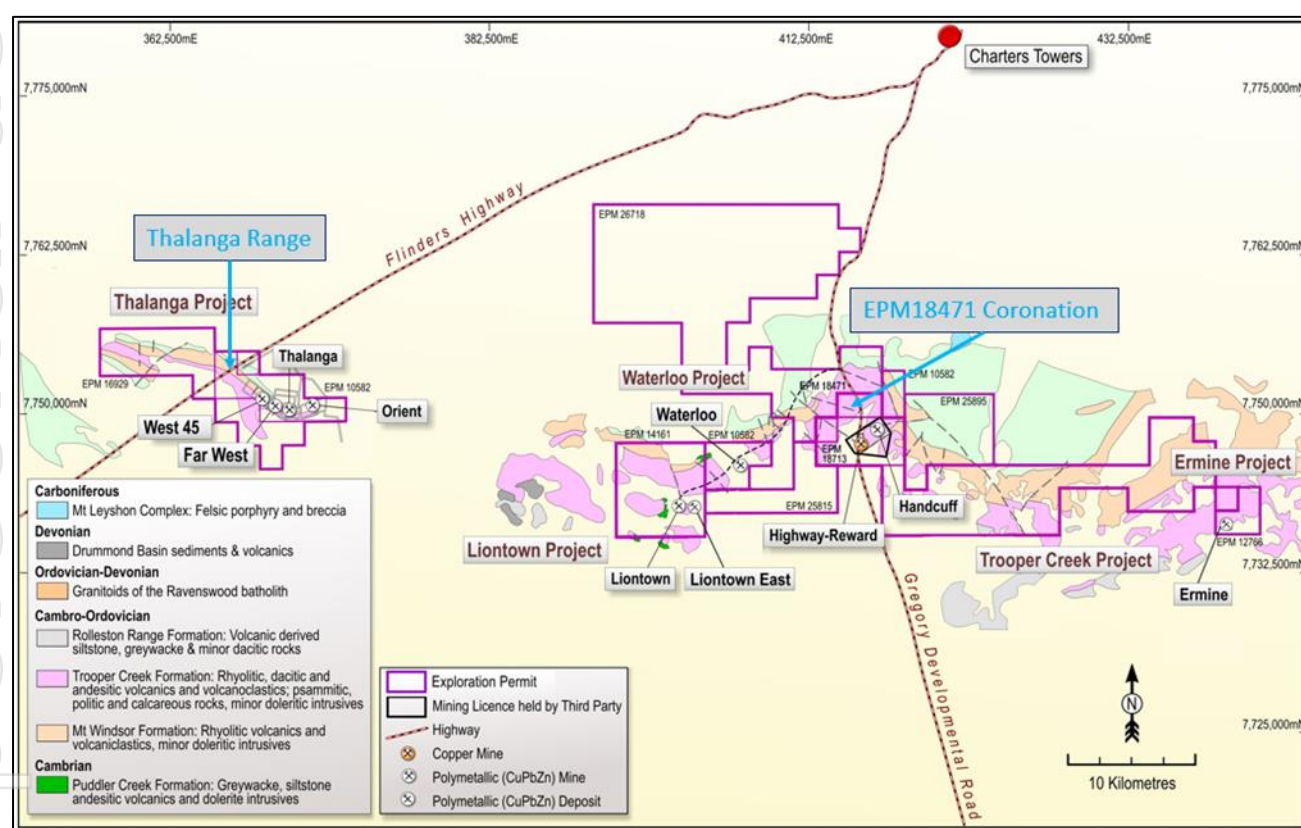 362,500mE
382,500mE
412,500mE
432,500mE
Charters Towers
7,775,000mN
7,775,000mN
Flinders Highway
EPM 26718
Thalanga Range
7,762,500mN
7,762,500mN
Thalanga Project
EPM18471 Coronation
Thalanga
EPM 16929
EPM 10582
Waterloo Project
EPM 18471
EPM 10582
EPM 25895
Orient
7,750,000mN
7,750,000mN
West 45
Waterloo
Far West
EPM 14161
EPM 10582
EPM
18713
Ermine Project
Carboniferous
Mt Leyshon Complex: Felsic porphyry and breccia
Devonian
Drummond Basin sediments & volcanics
Ordovician-Devonian
Granitoids of the Ravenswood batholith
Cambro-Ordovician
Rolleston Range Formation: Volcanic derived
siltstone, greywacke & minor dacitic rocks
Trooper Creek Formation: Rhyolitic, dacitic and
andesitic volcanics and volcanoclastics; psammitic,
politic and calcareous rocks, minor doleritic intrusives
Mt Windsor Formation: Rhyolitic volcanics and
volcaniclastics, minor doleritic intrusives
Cambrian
Puddler Creek Formation: Greywacke, siltstone
andesitic volcanics and dolerite intrusives
EPM 25815
Handcuff
Highway-Reward
Liontown Project
Trooper Creek Project
EPM 12766
Liontown
Liontown East
Ermine
7,732,500mN
Gregory Developmental Road
Exploration Permit
Mining Licence held by Third Party
Highway
Copper Mine
Polymetallic (CuPbZn) Mine
Polymetallic (CuPbZn) Deposit
N
7,725,000mN
10 Kilometres